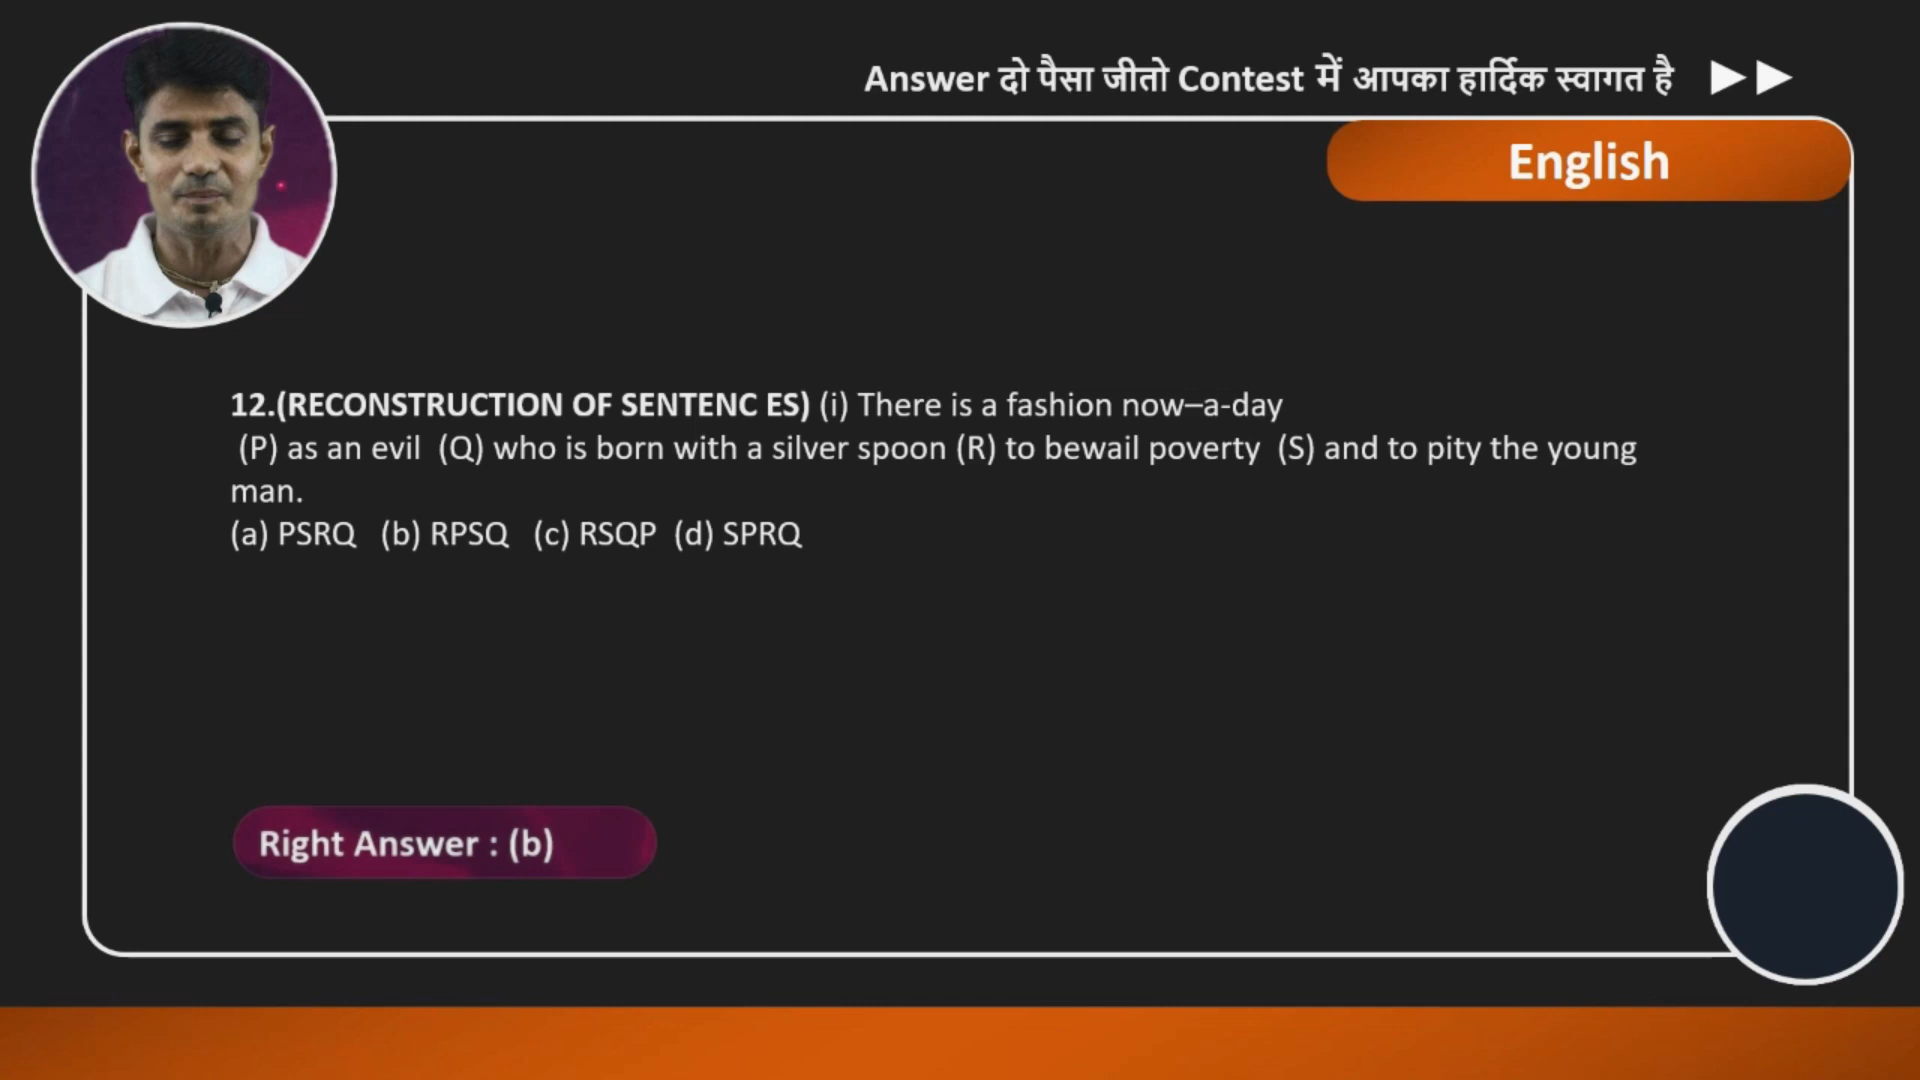 Answer दो पैसा जीतो Contest में आपका हार्दिक स्वागत है
English
12.(RECONSTRUCTION OF SENTENC ES) (i) There is a fashion now–a-day
(P) as an evil (Q) who is born with a silver spoon (R) to bewail poverty (S) and to pity the young
man.
(a) PSRQ (b) RPSQ (c) RSQP (d) SPRQ
Right Answer : (b)